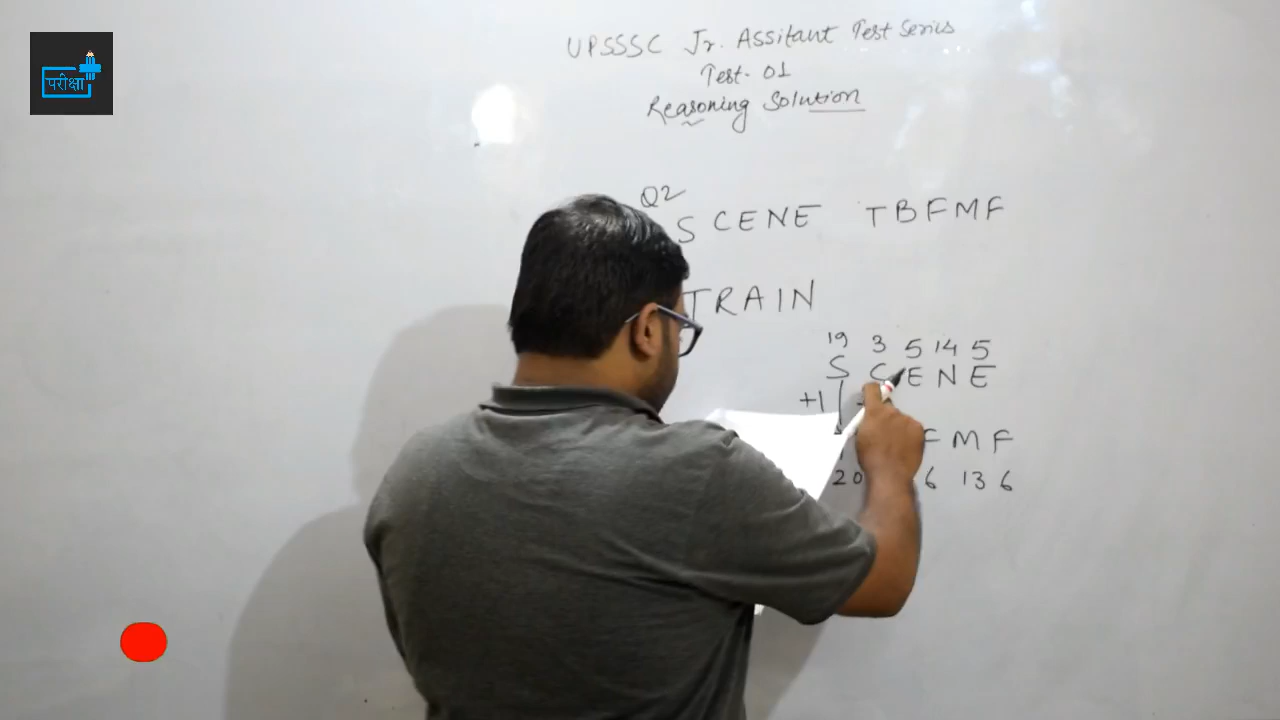 परीक्षा
UPSSSC Jr. Assitant Test Series
Test- 01
Reasoning Solution
Q2
SCENE TBFMF
TRAIN
19 3 5 14 5
S C E N E
+1
F M F
20 6 13 6